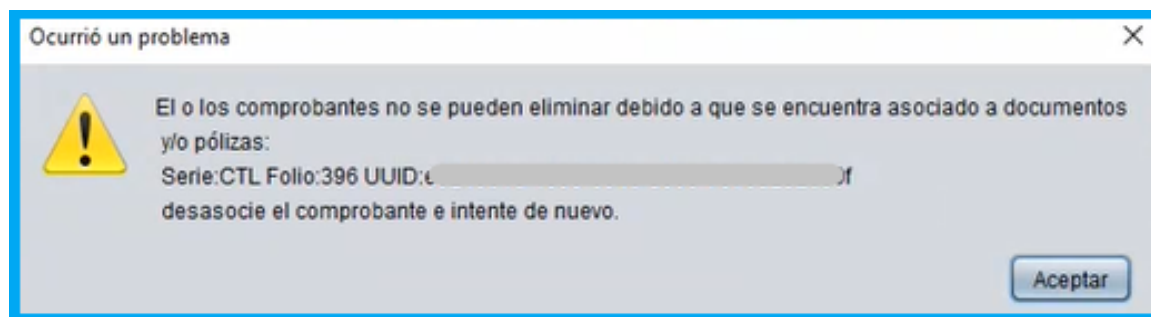 Ocurrió un problema
El o los comprobantes no se pueden eliminar debido a que se encuentra asociado a documentos
y/o pólizas:
Serie:CTL Folio:396 UUID:
desasocie el comprobante e intente de nuevo.
Aceptar